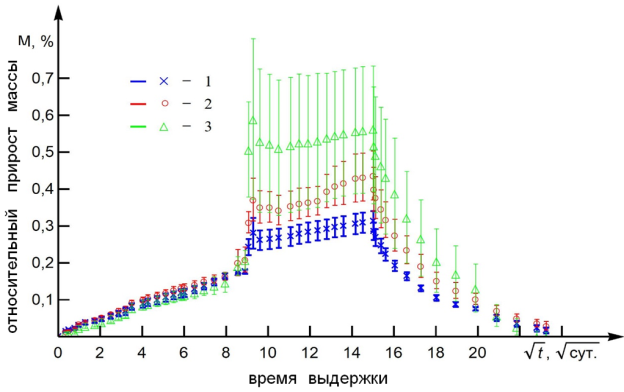 М, %
0,7
0,6
0,5
0,4
0,3
0,2
0,1
относительный прирост массы
– 1
– 2
– 3
0 2 4 6 8 10 12 14 16 18 20 √t , √сут.
время выдержки